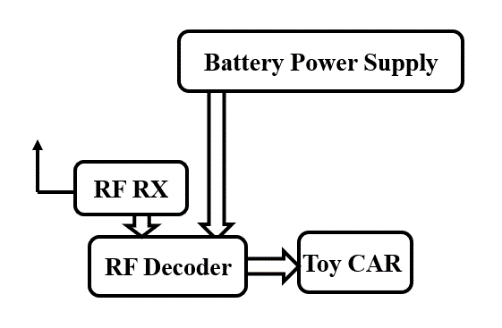 Battery Power Supply
RF RX
RF Decoder
Toy CAR